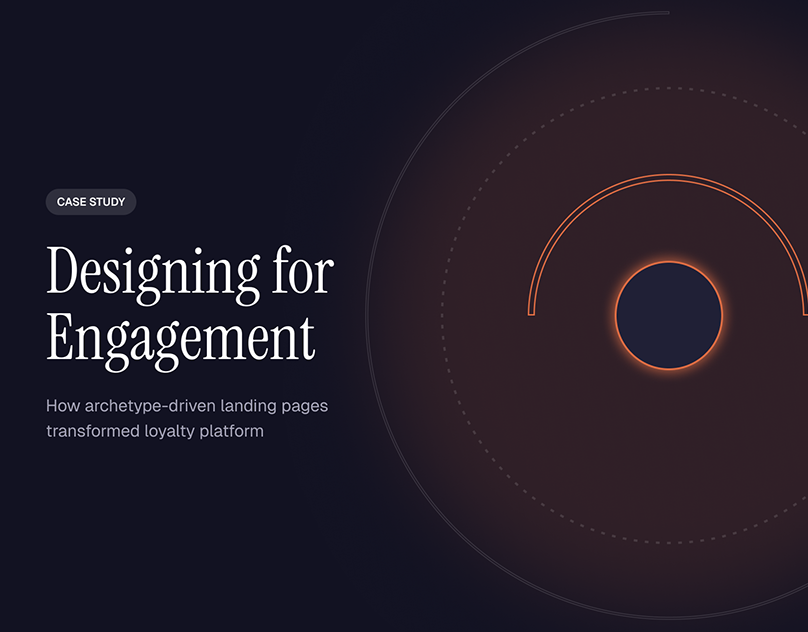 CASE STUDY
Designing for
Engagement
How archetype-driven landing pages
transformed loyalty platform